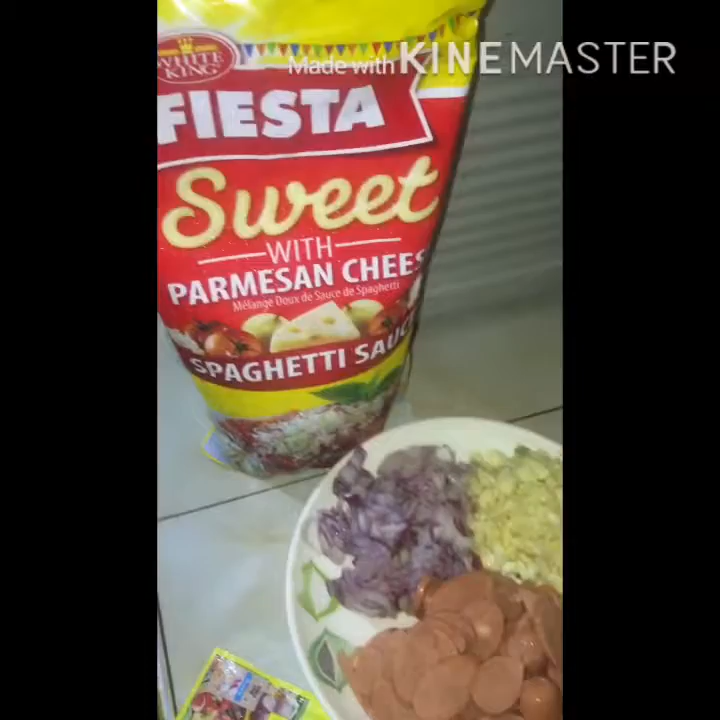 Made with KINEMASTER
WHITE
KING
FIESTA
Sweet
WITH
PARMESAN CHEES
Mélange Doux de Sauce de Spaghetti
SPAGHETTI SAUC